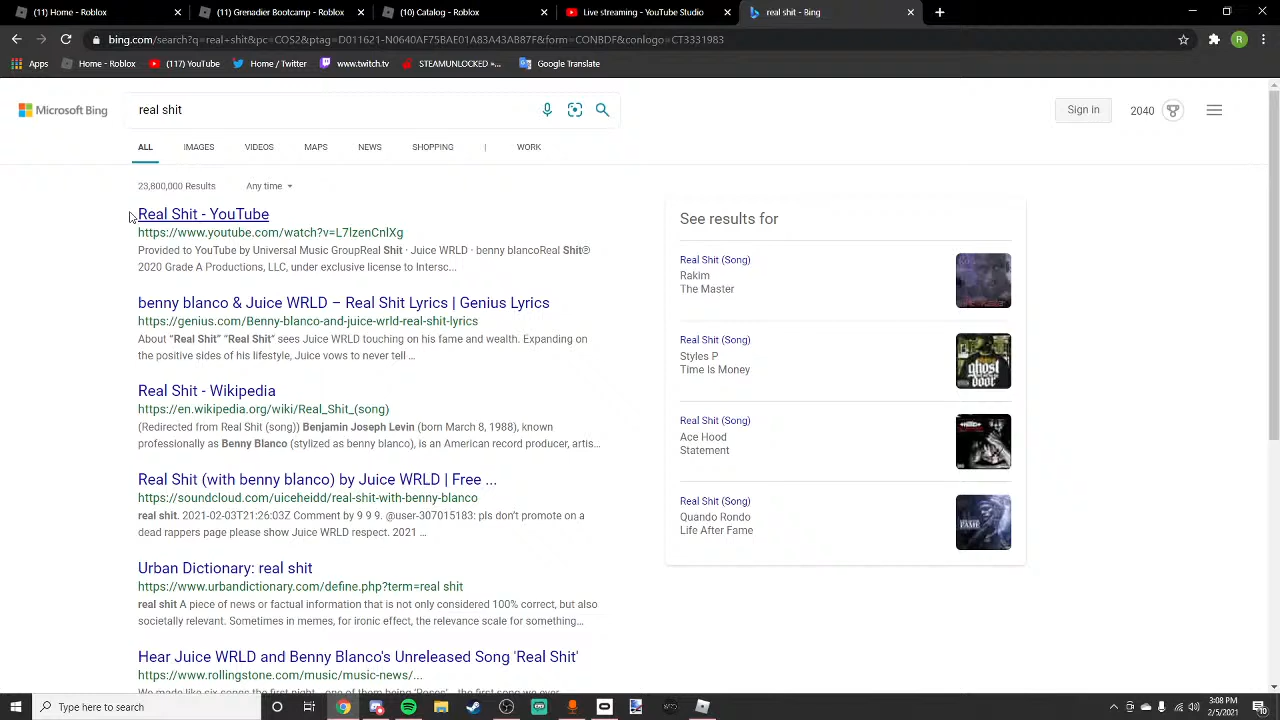 (11) Home - Roblox
(11) Greender Bootcamp - Roblox
(10) Catalog - Roblox
Live streaming - YouTube Studio
real shit - Bing
bing.com/search?q=real+shit&pc=COS2&ptag=D011621-N0640AF75BAE01A83A43AB87F&form=CONBDF&conlogo=CT3331983
R
Apps
Home - Roblox
(117) YouTube
Home / Twitter
www.twitch.tv
STEAMUNLOCKED »...
Google Translate
Microsoft Bing
real shit
Sign in
2040
ALL
IMAGES
VIDEOS
MAPS
NEWS
SHOPPING
WORK
23,800,000 Results
Any time
Real Shit - YouTube
https://www.youtube.com/watch?v=L7lzenCnlXg
Provided to YouTube by Universal Music GroupReal Shit · Juice WRLD · benny blancoReal Shit®
2020 Grade A Productions, LLC, under exclusive license to Intersc...
benny blanco & Juice WRLD – Real Shit Lyrics | Genius Lyrics
https://genius.com/Benny-blanco-and-juice-wrld-real-shit-lyrics
About “Real Shit” “Real Shit” sees Juice WRLD touching on his fame and wealth. Expanding on
the positive sides of his lifestyle, Juice vows to never tell ...
Real Shit - Wikipedia
https://en.wikipedia.org/wiki/Real_Shit_(song)
(Redirected from Real Shit (song)) Benjamin Joseph Levin (born March 8, 1988), known
professionally as Benny Blanco (stylized as benny blanco), is an American record producer, artis...
Real Shit (with benny blanco) by Juice WRLD | Free ...
https://soundcloud.com/uiceheidd/real-shit-with-benny-blanco
real shit. 2021-02-03T21:26:03Z Comment by 9 9 9. @user-307015183: pls don’t promote on a
dead rappers page please show Juice WRLD respect. 2021 ...
Urban Dictionary: real shit
https://www.urbandictionary.com/define.php?term=real shit
real shit A piece of news or factual information that is not only considered 100% correct, but also
societally relevant. Sometimes in memes, for ironic effect, the relevance scale for something...
Hear Juice WRLD and Benny Blanco's Unreleased Song 'Real Shit'
https://www.rollingstone.com/music/music-news/...
See results for
Real Shit (Song)
Rakim
The Master
Real Shit (Song)
Styles P
Time Is Money
ghost
DOOR
Real Shit (Song)
Ace Hood
Statement
Real Shit (Song)
Quando Rondo
Life After Fame
Type here to search
3:08 PM
2/5/2021